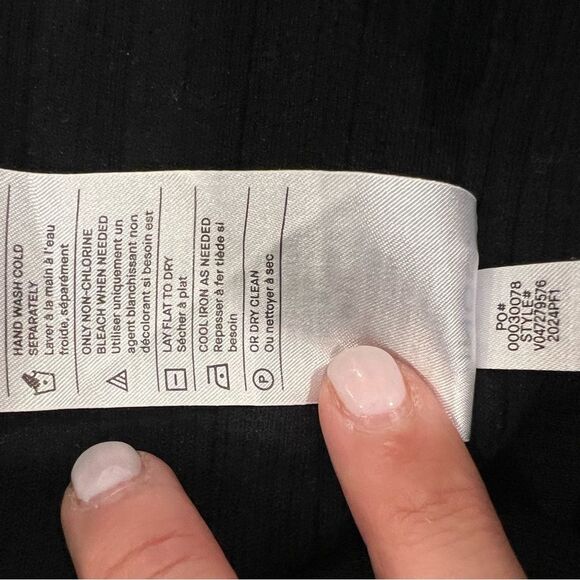 HAND WASH COLD
SEPARATELY
Laver à la main à l'eau
froide, séparément
ONLY NON-CHLORINE
BLEACH WHEN NEEDED
Utiliser uniquement un
agent blanchissant non
décolorant si besoin est
LAY FLAT TO DRY
Sécher à plat
COOL IRON AS NEEDED
Repasser à fer tiède si
besoin
OR DRY CLEAN
Ou nettoyer à sec
P
PO#
00030078
STYLE#
V047279576
2024PF1